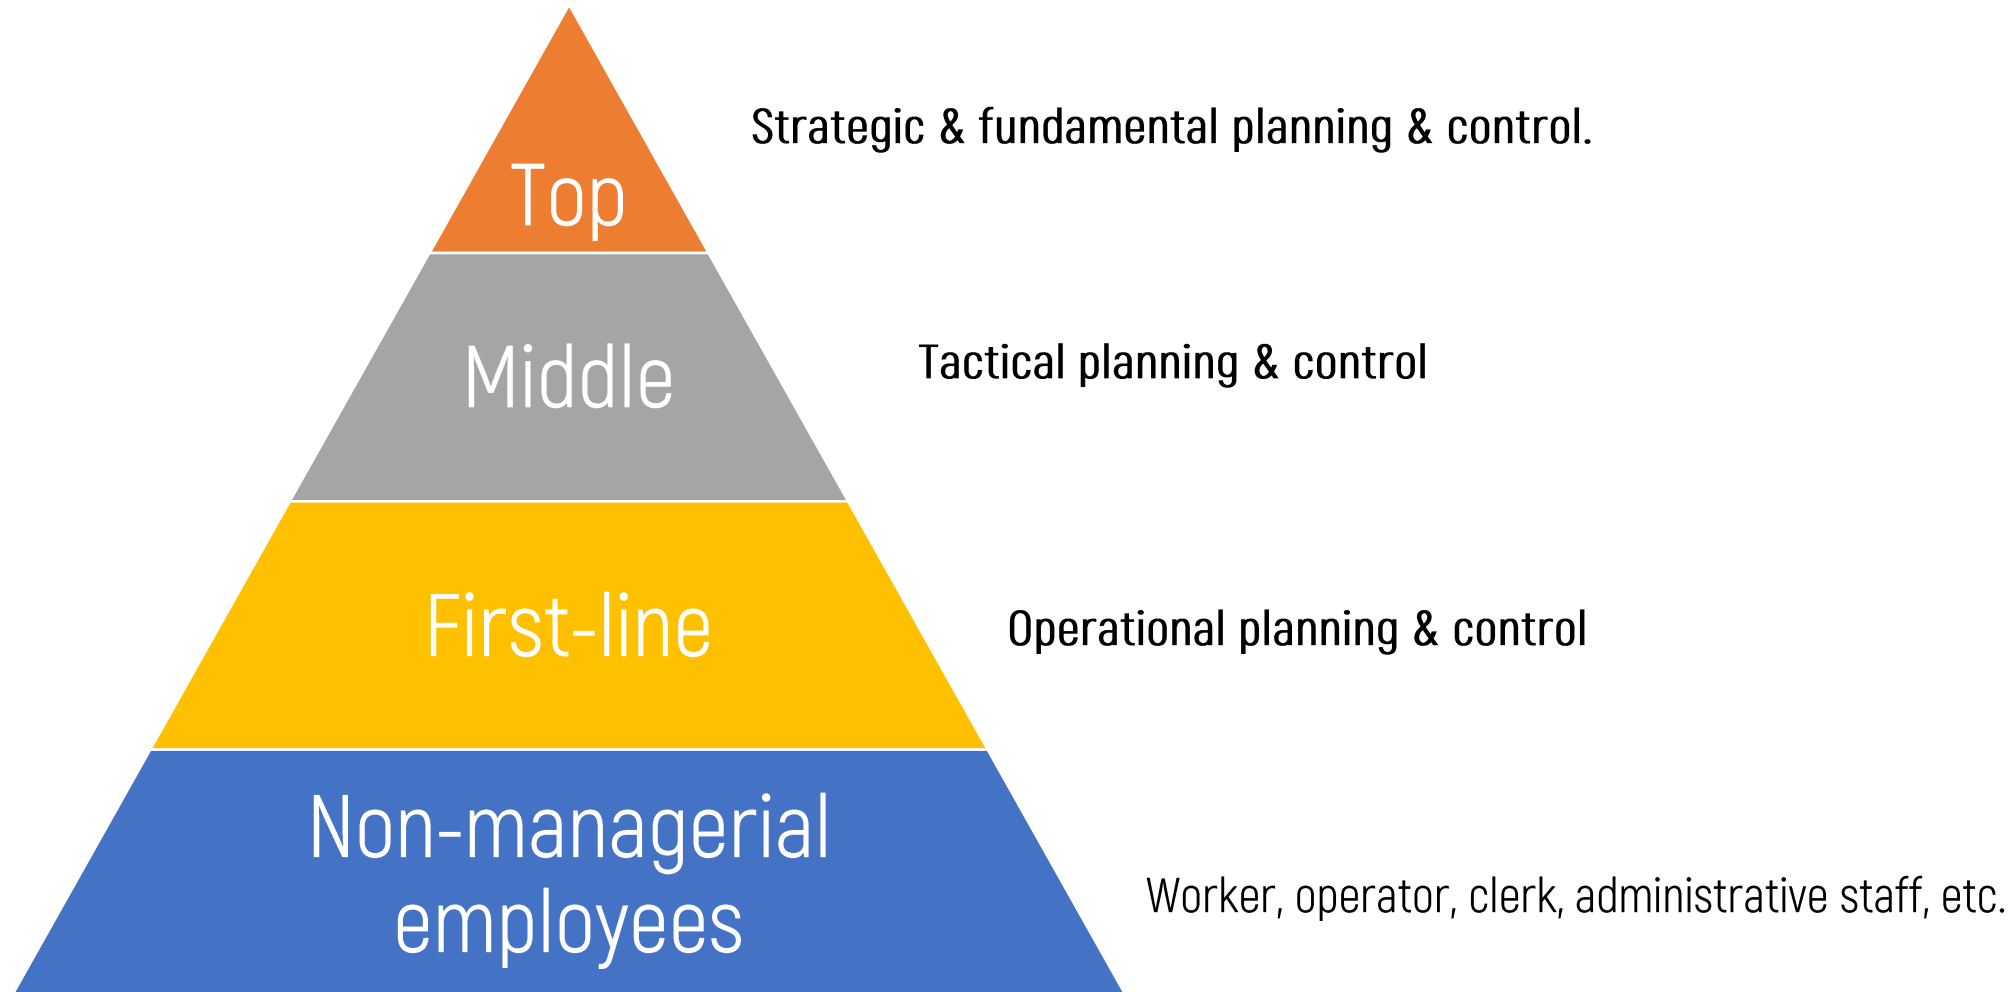 Strategic & fundamental planning & control.
Top
Middle
Tactical planning & control
First-line
Operational planning & control
Non-managerial
employees
Worker, operator, clerk, administrative staff, etc.